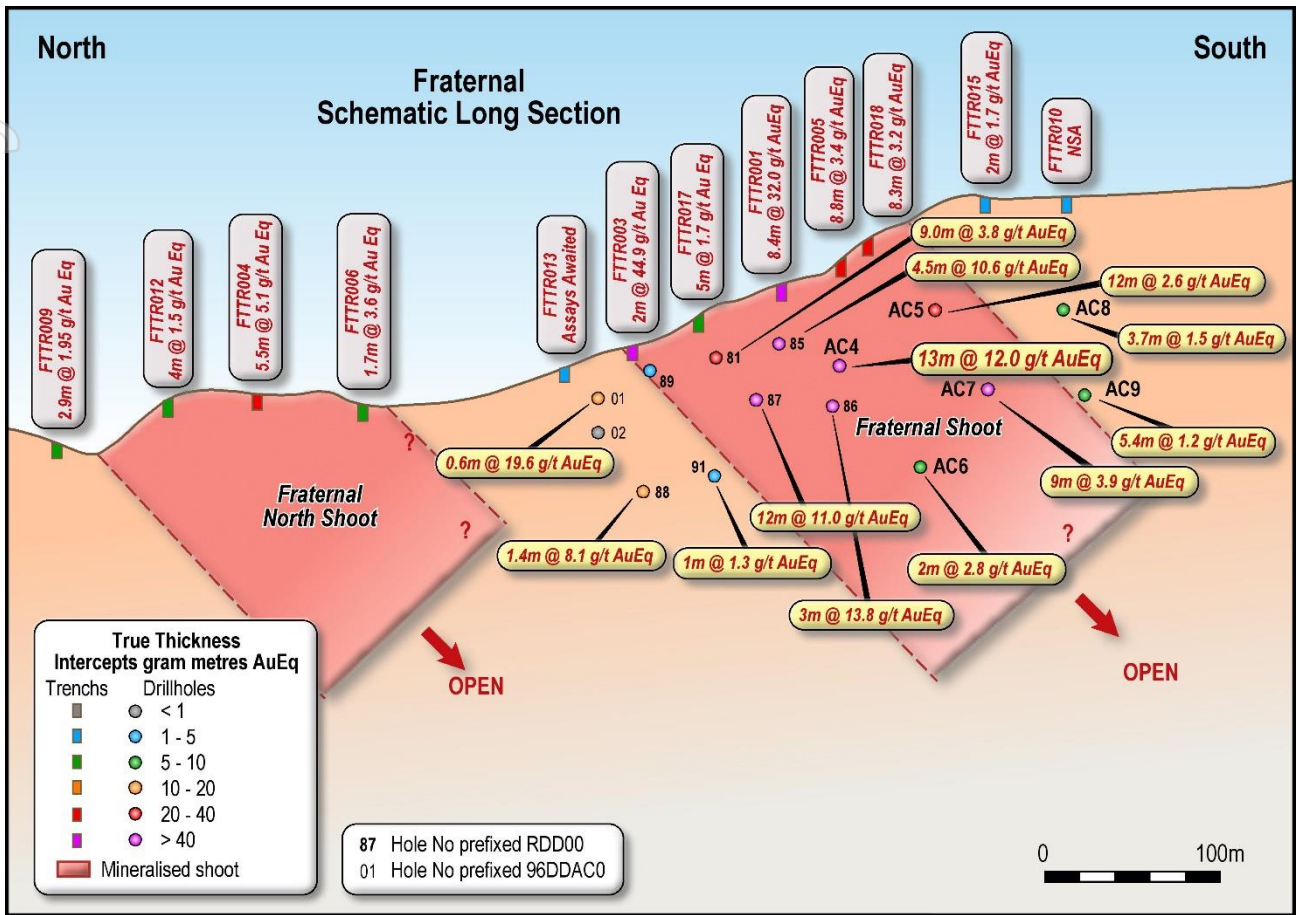 North
South
Fraternal
Schematic Long Section
FTTR009
2.9m @ 1.95 g/t Au Eq
FTTR012
4m @ 1.5 g/t Au Eq
FTTR004
5.5m @ 5.1 g/t Au Eq
FTTR006
1.7m @ 3.6 g/t Au Eq
FTTR013
Assays Awaited
FTTR003
2m @ 44.9 g/t Au Eq
FTTR017
5m @ 1.7 g/t Au Eq
FTTR001
8.4m @ 32.0 g/t AuEq
FTTR005
8.8m @ 3.4 g/t AuEq
FTTR018
8.3m @ 3.2 g/t AuEq
FTTR015
2m @ 1.7 g/t AuEq
FTTR010
NSA
9.0m @ 3.8 g/t AuEq
4.5m @ 10.6 g/t AuEq
12m @ 2.6 g/t AuEq
AC5
AC8
3.7m @ 1.5 g/t AuEq
81
85
AC4
13m @ 12.0 g/t AuEq
89
AC7
AC9
01
87
86
Fraternal Shoot
02
5.4m @ 1.2 g/t AuEq
?
0.6m @ 19.6 g/t AuEq
91
AC6
9m @ 3.9 g/t AuEq
Fraternal
North Shoot
88
12m @ 11.0 g/t AuEq
?
?
1.4m @ 8.1 g/t AuEq
1m @ 1.3 g/t AuEq
2m @ 2.8 g/t AuEq
3m @ 13.8 g/t AuEq
OPEN
OPEN
True Thickness
Intercepts gram metres AuEq
Trenchs Drillholes
< 1
1 - 5
5 - 10
10 - 20
20 - 40
> 40
Mineralised shoot
87 Hole No prefixed RDD00
01 Hole No prefixed 96DDAC0
0 100m